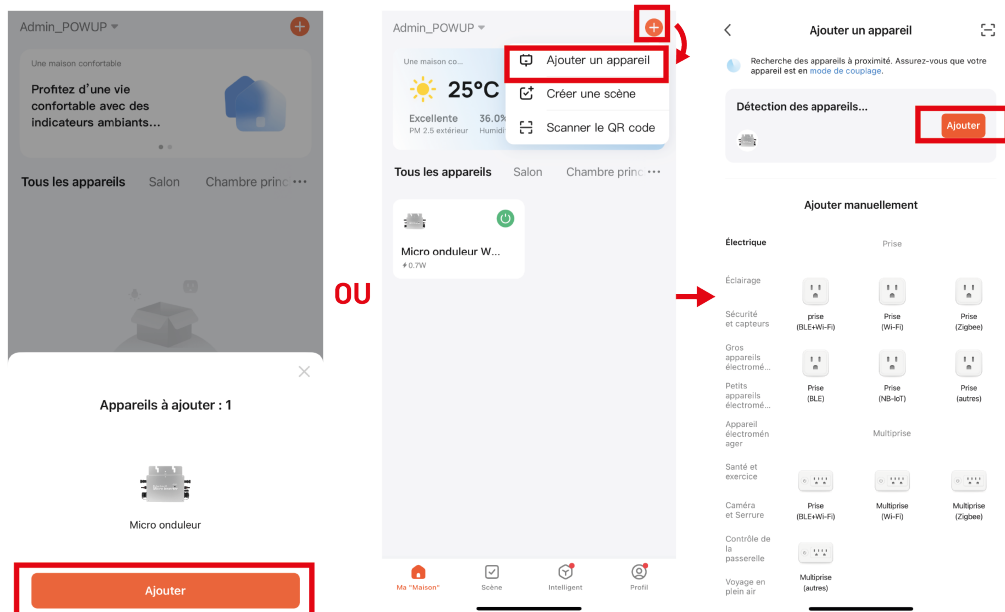 Admin_POWUP
Une maison confortable
Profitez d'une vie
confortable avec des
indicateurs ambiants...
Tous les appareils Salon Chambre princ ···
Appareils à ajouter : 1
Micro onduleur
Ajouter
OU
Admin_POWUP
Une maison co...
25°C
Excellente 36.0%
PM 2.5 extérieur Humidi
Ajouter un appareil
Créer une scène
Scanner le QR code
Tous les appareils Salon Chambre princ ···
Micro onduleur W...
0.7W
Ma "Maison" Scène Intelligent Profil
Ajouter un appareil
Recherche des appareils à proximité. Assurez-vous que votre
appareil est en mode de couplage.
Détection des appareils...
Ajouter
Ajouter manuellement
Électrique
Éclairage
Sécurité
et capteurs
Gros
appareils
électromé...
Petits
appareils
électromé...
Appareil
électromén
ager
Santé et
exercice
Caméra
et Serrure
Contrôle de
la
passerelle
Voyage en
plein air
Prise
prise Prise Prise
(BLE+Wi-Fi) (Wi-Fi) (Zigbee)
Prise Prise Prise
(BLE) (NB-IoT) (autres)
Multiprise
Prise Multiprise Multiprise
(BLE+Wi-Fi) (Wi-Fi) (Zigbee)
Multiprise
(autres)